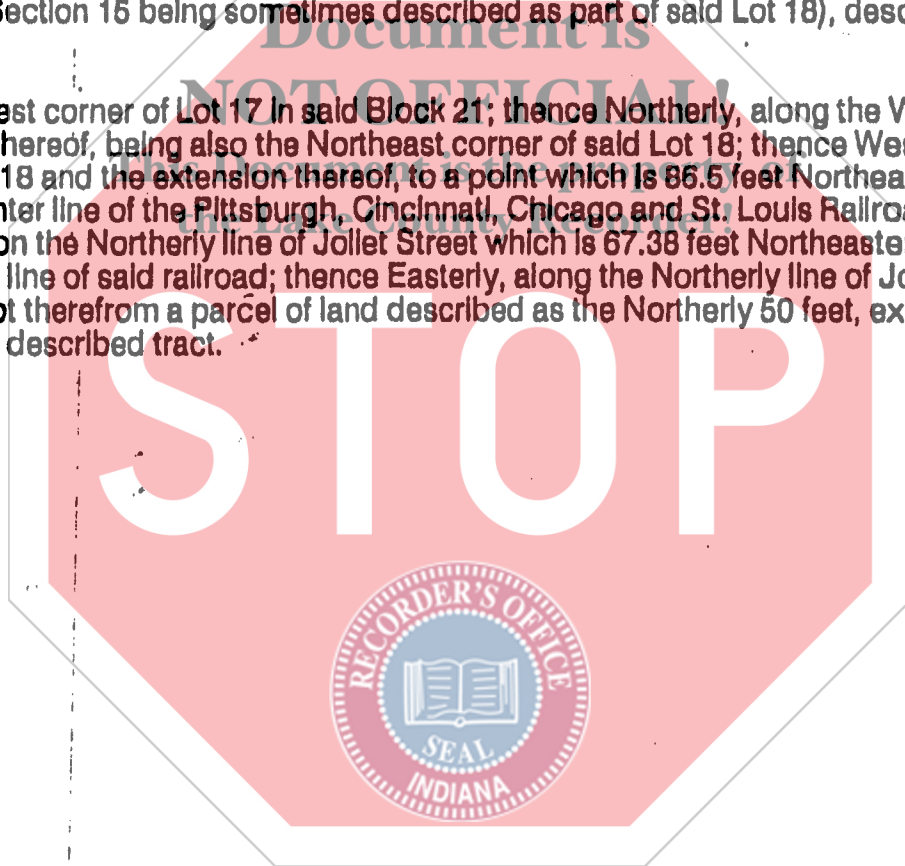 ection 15 being sometimes described as part of said Lot 18), desc
Document is
NOT OFFICIAL!
est corner of Lot 17 in said Block 21; thence Northerly, along the W
hereof, being also the Northeast corner of said Lot 18; thence Wes
This Document is the property of
18 and the extension thereof, to a point which is 86.5 feet Northea
the Lake County Recorder!
ter line of the Pittsburgh, Cincinnati, Chicago and St. Louis Railroa
on the Northerly line of Joliet Street which is 67.38 feet Northeaste
line of said railroad; thence Easterly, along the Northerly line of Jo
t therefrom a parcel of land described as the Northerly 50 feet, ex
described tract.
STOP
RECORDER'S OFFICE
SEAL
INDIANA